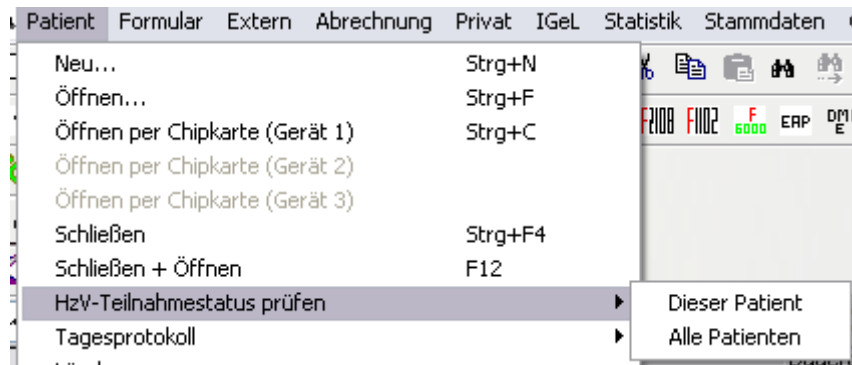 Patient Formular Extern Abrechnung Privat IGeL Statistik Stammdaten
Neu... Strg+N
Öffnen... Strg+F
Öffnen per Chipkarte (Gerät 1) Strg+C
F2108 F1102 F 6000 EAP DM E
Öffnen per Chipkarte (Gerät 2)
Öffnen per Chipkarte (Gerät 3)
Schließen Strg+F4
Schließen + Öffnen F12
HzV-Teilnahmestatus prüfen Dieser Patient
Tagesprotokoll Alle Patienten